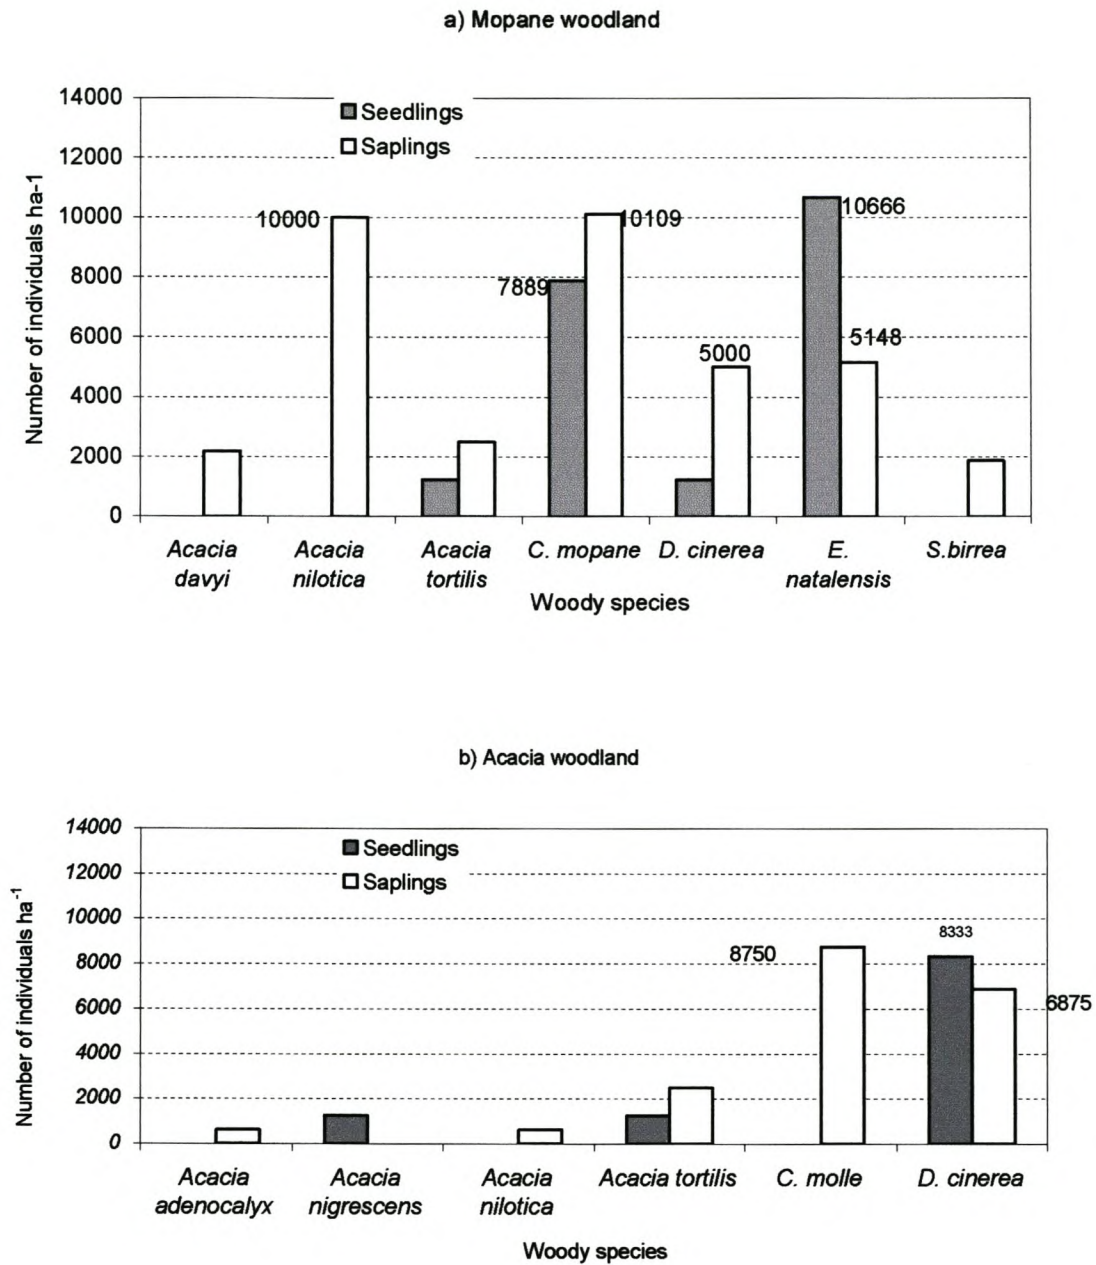 a) Mopane woodland
Number of individuals ha-1
14000
12000
10000
8000
6000
4000
2000
0
Seedlings
Saplings
10000
7889
10109
5000
10666
5148
Acacia davyi
Acacia nilotica
Acacia tortilis
C. mopane
D. cinerea
E. natalensis
S.birrea
Woody species
b) Acacia woodland
Number of individuals ha-1
14000
12000
10000
8000
6000
4000
2000
0
Seedlings
Saplings
8750
8333
6875
Acacia adenocalyx
Acacia nigrescens
Acacia nilotica
Acacia tortilis
C. molle
D. cinerea
Woody species